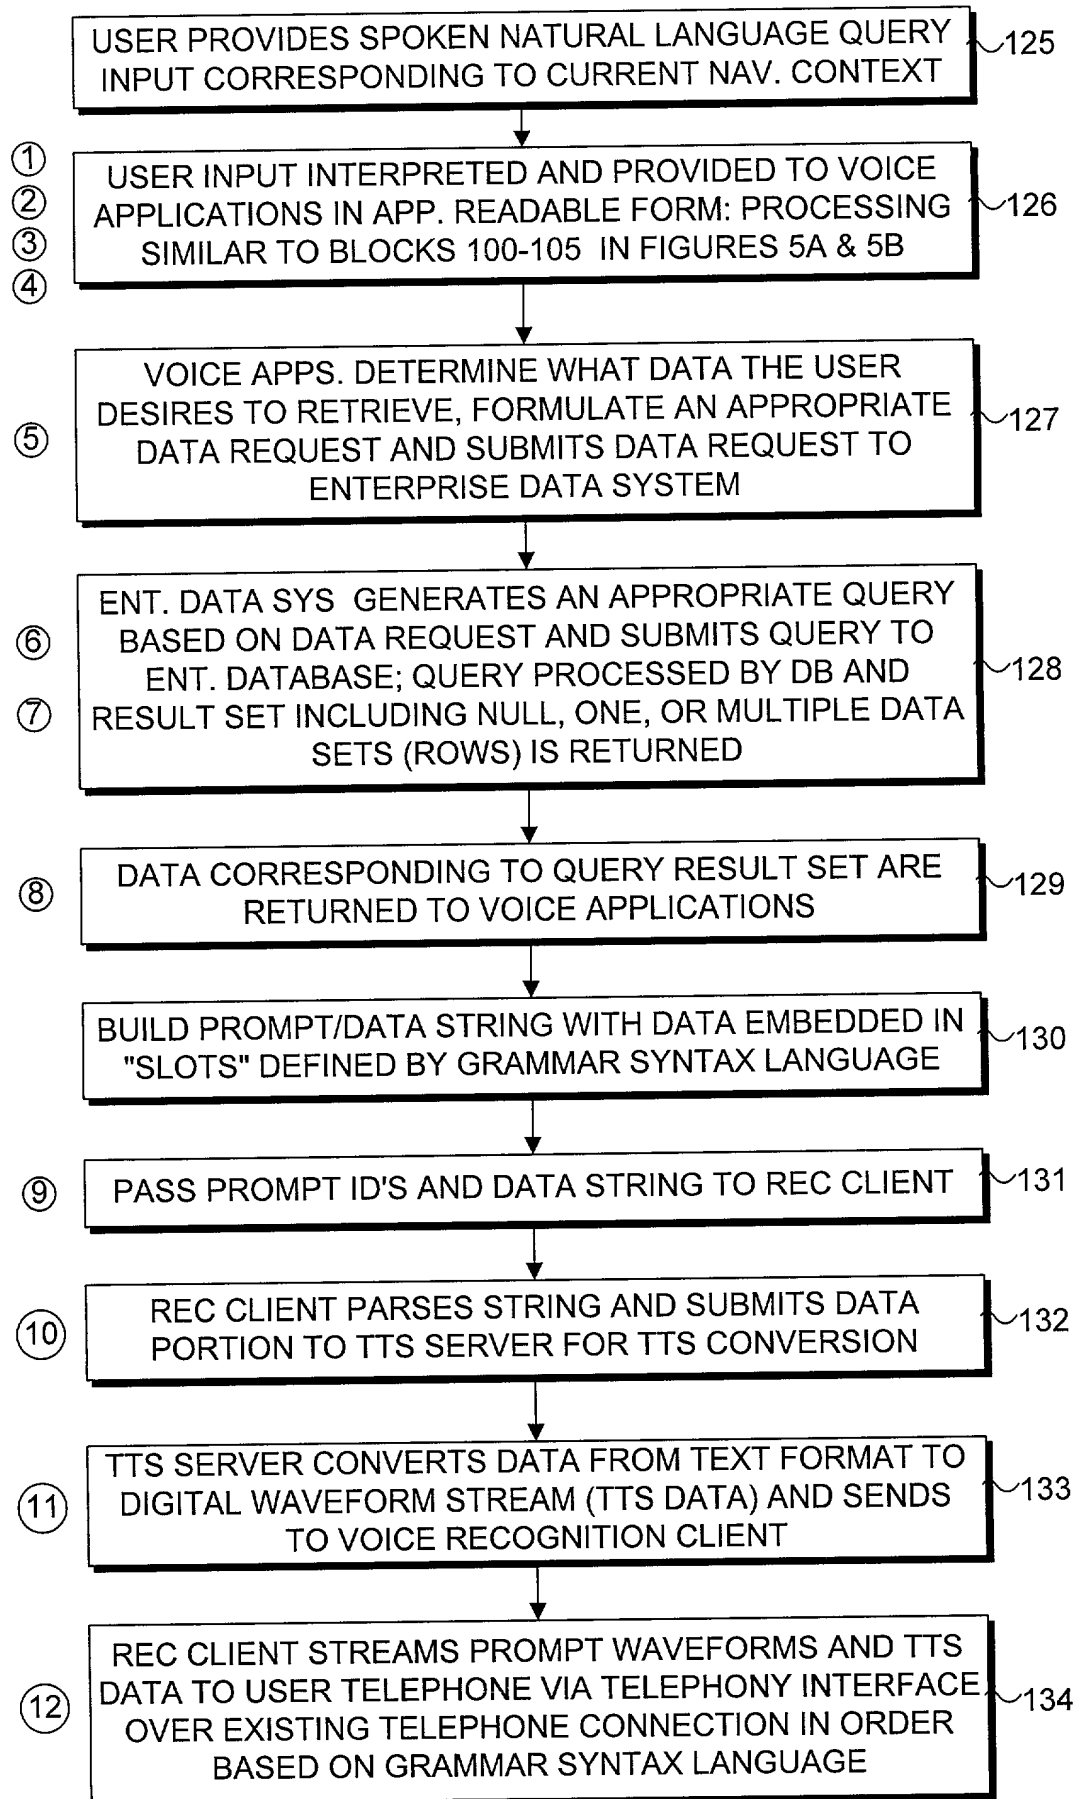 USER PROVIDES SPOKEN NATURAL LANGUAGE QUERY
INPUT CORRESPONDING TO CURRENT NAV. CONTEXT
125
①
②
③
④
USER INPUT INTERPRETED AND PROVIDED TO VOICE
APPLICATIONS IN APP. READABLE FORM: PROCESSING
SIMILAR TO BLOCKS 100-105 IN FIGURES 5A & 5B
126
⑤
VOICE APPS. DETERMINE WHAT DATA THE USER
DESIRES TO RETRIEVE, FORMULATE AN APPROPRIATE
DATA REQUEST AND SUBMITS DATA REQUEST TO
ENTERPRISE DATA SYSTEM
127
⑥
⑦
ENT. DATA SYS GENERATES AN APPROPRIATE QUERY
BASED ON DATA REQUEST AND SUBMITS QUERY TO
ENT. DATABASE; QUERY PROCESSED BY DB AND
RESULT SET INCLUDING NULL, ONE, OR MULTIPLE DATA
SETS (ROWS) IS RETURNED
128
⑧
DATA CORRESPONDING TO QUERY RESULT SET ARE
RETURNED TO VOICE APPLICATIONS
129
BUILD PROMPT/DATA STRING WITH DATA EMBEDDED IN
"SLOTS" DEFINED BY GRAMMAR SYNTAX LANGUAGE
130
⑨
PASS PROMPT ID'S AND DATA STRING TO REC CLIENT
131
⑩
REC CLIENT PARSES STRING AND SUBMITS DATA
PORTION TO TTS SERVER FOR TTS CONVERSION
132
⑪
TTS SERVER CONVERTS DATA FROM TEXT FORMAT TO
DIGITAL WAVEFORM STREAM (TTS DATA) AND SENDS
TO VOICE RECOGNITION CLIENT
133
⑫
REC CLIENT STREAMS PROMPT WAVEFORMS AND TTS
DATA TO USER TELEPHONE VIA TELEPHONY INTERFACE
OVER EXISTING TELEPHONE CONNECTION IN ORDER
BASED ON GRAMMAR SYNTAX LANGUAGE
134